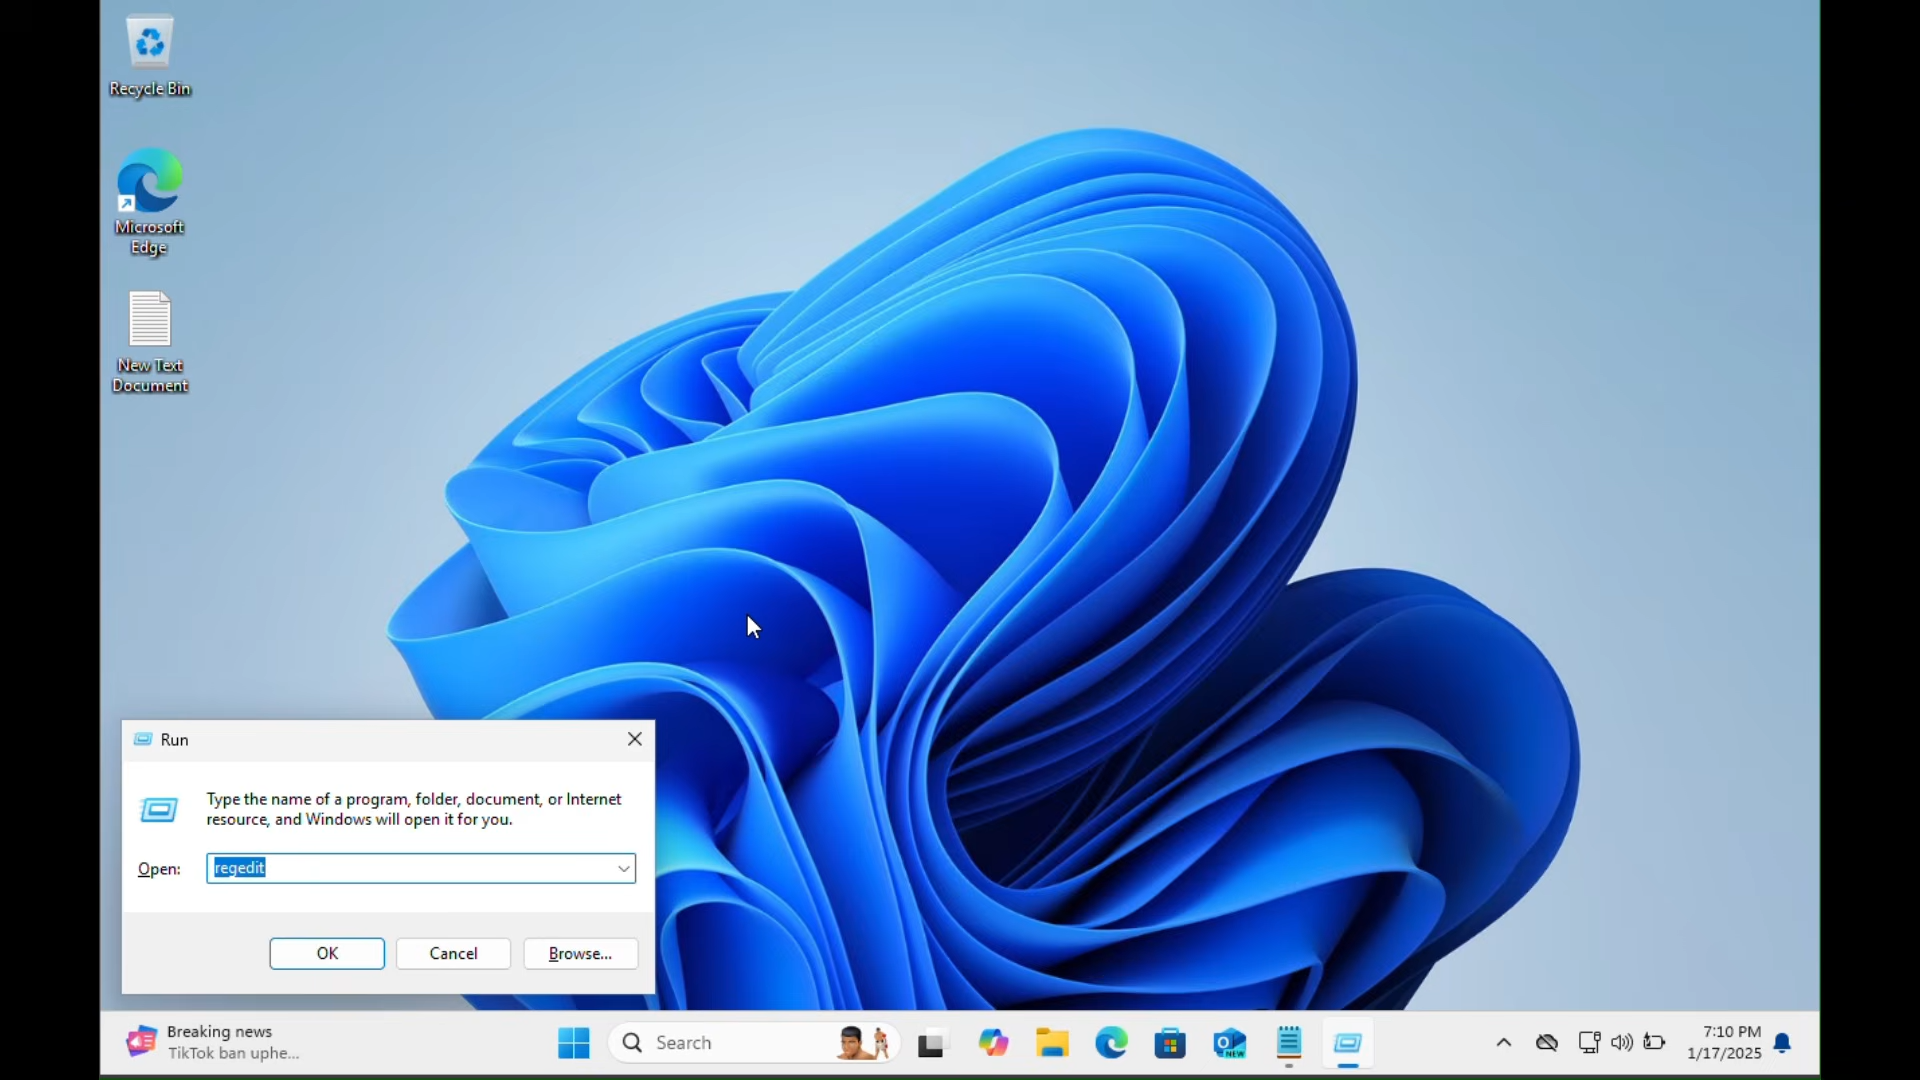 Recycle Bin
Microsoft
Edge
New Text
Document
Run
Type the name of a program, folder, document, or Internet
resource, and Windows will open it for you.
Open:
regedit
OK
Cancel
Browse...
Breaking news
TikTok ban uphe...
Search
NEW
7:10 PM
1/17/2025